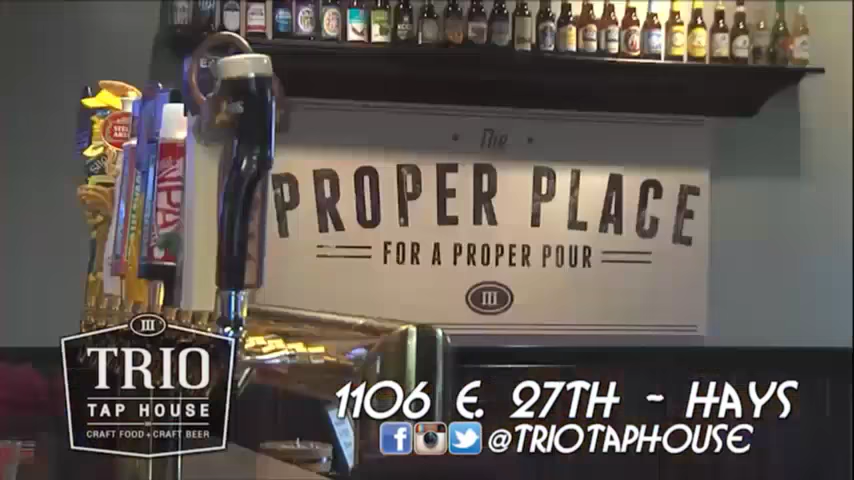 The
PROPER PLACE
FOR A PROPER POUR
III
IPA
III
TRIO
TAP HOUSE
CRAFT FOOD + CRAFT BEER
1106 E. 27TH ~ HAYS
@TRIOTAPHOUSE